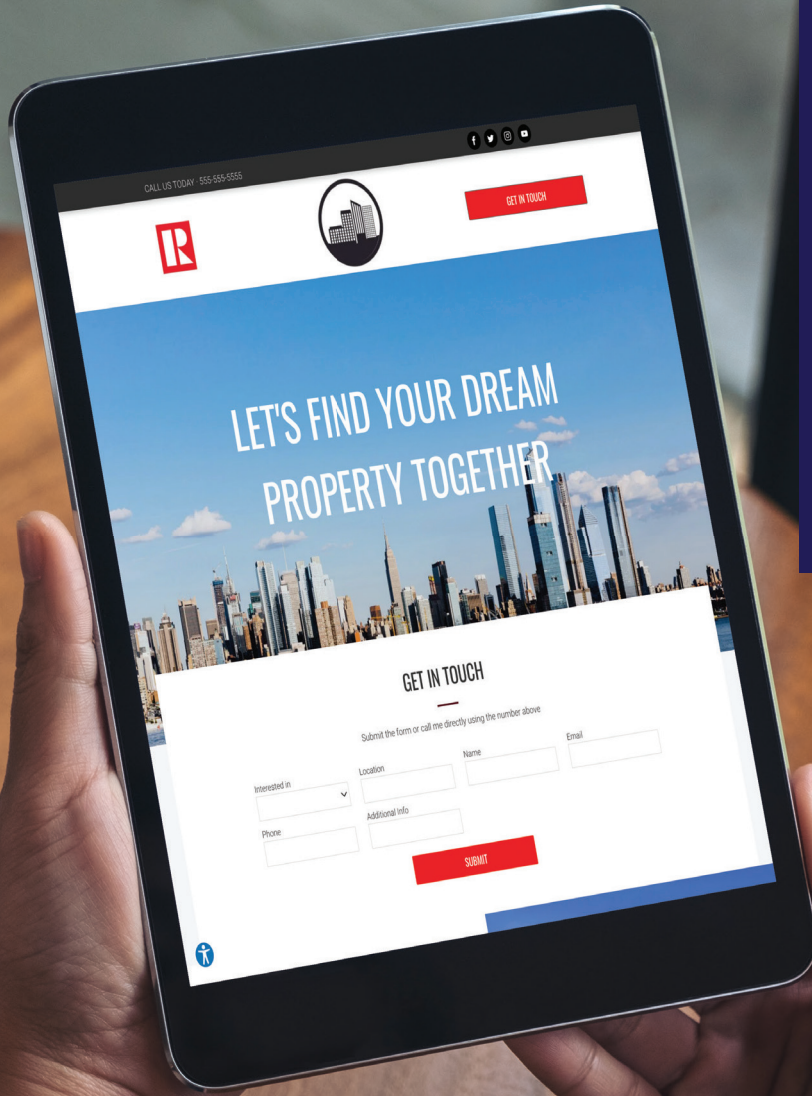 CALL US TODAY - 555-555-5555
R
GET IN TOUCH
LET'S FIND YOUR DREAM
PROPERTY TOGETHER
GET IN TOUCH
Submit the form or call me directly using the number above
Interested in
Location
Name
Email
Phone
Additional Info
SUBMIT